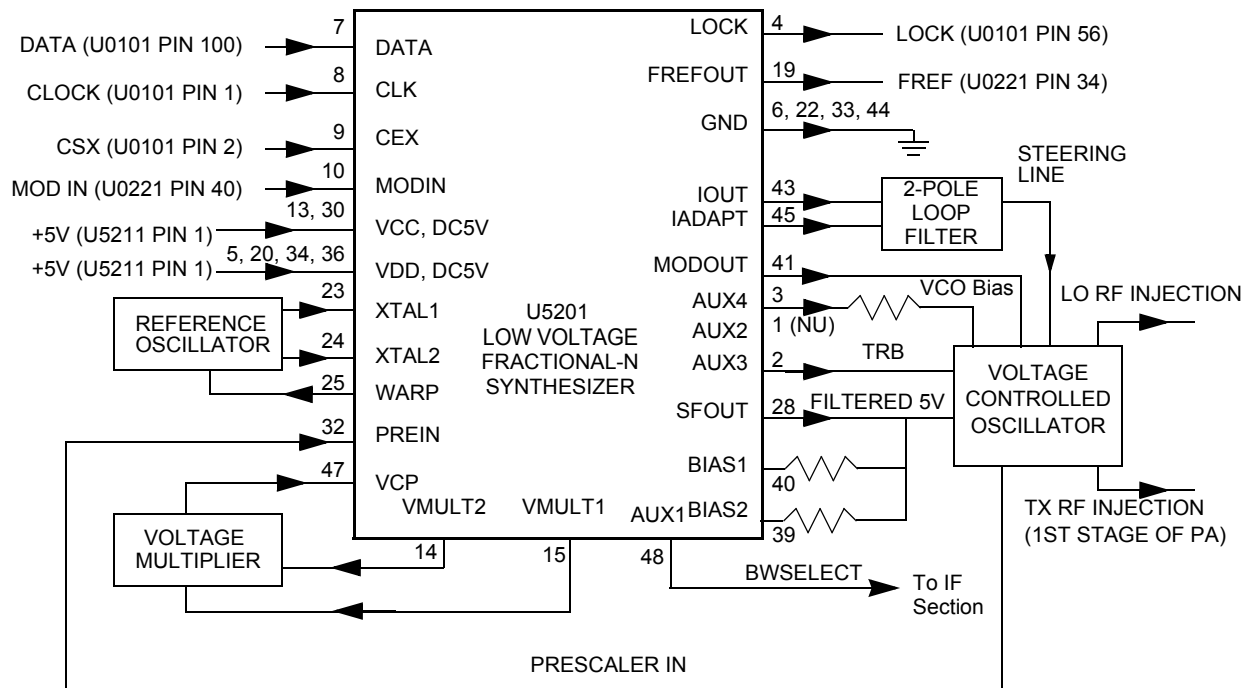 DATA (U0101 PIN 100)
7
DATA
CLOCK (U0101 PIN 1)
8
CLK
CSX (U0101 PIN 2)
9
CEX
MOD IN (U0221 PIN 40)
10
MODIN
+5V (U5211 PIN 1)
13, 30
VCC, DC5V
+5V (U5211 PIN 1)
5, 20, 34, 36
VDD, DC5V
REFERENCE
OSCILLATOR
23
XTAL1
24
XTAL2
25
WARP
32
PREIN
47
VCP
VOLTAGE
MULTIPLIER
VMULT2
14
VMULT1
15
AUX1
48
BWSELECT
To IF
Section
U5201
LOW VOLTAGE
FRACTIONAL-N
SYNTHESIZER
LOCK
4
LOCK (U0101 PIN 56)
FREFOUT
19
FREF (U0221 PIN 34)
GND
6, 22, 33, 44
IOUT
43
IADAPT
45
2-POLE
LOOP
FILTER
STEERING
LINE
MODOUT
41
AUX4
3
VCO Bias
AUX2
1 (NU)
AUX3
2
TRB
SFOUT
28
FILTERED 5V
BIAS1
40
BIAS2
39
VOLTAGE
CONTROLLED
OSCILLATOR
LO RF INJECTION
TX RF INJECTION
(1ST STAGE OF PA)
PRESCALER IN